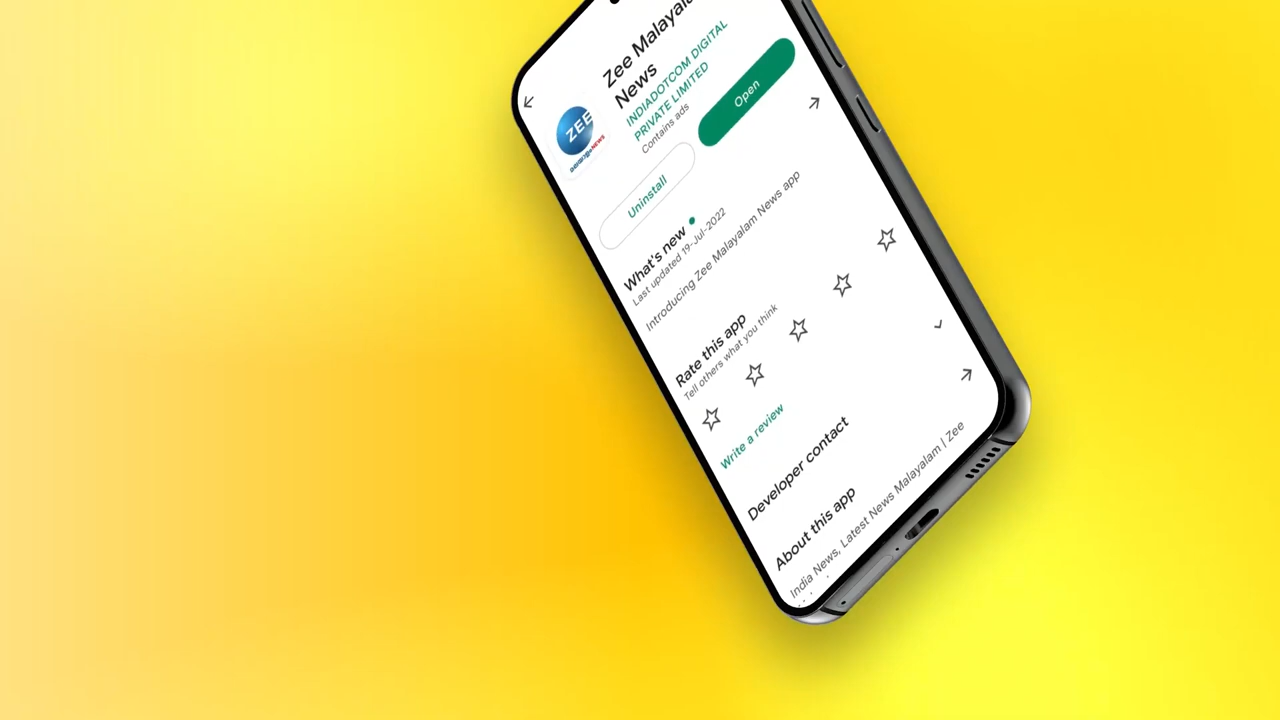 Zee Malayala
News
INDIADOTCOM DIGITAL
PRIVATE LIMITED
Contains ads
ZEE
മലയാളം NEWS
Uninstall
Open
What's new
Last updated 19-Jul-2022
Introducing Zee Malayalam News app
Rate this app
Tell others what you think
Write a review
Developer contact
About this app
India News, Latest News Malayalam | Zee